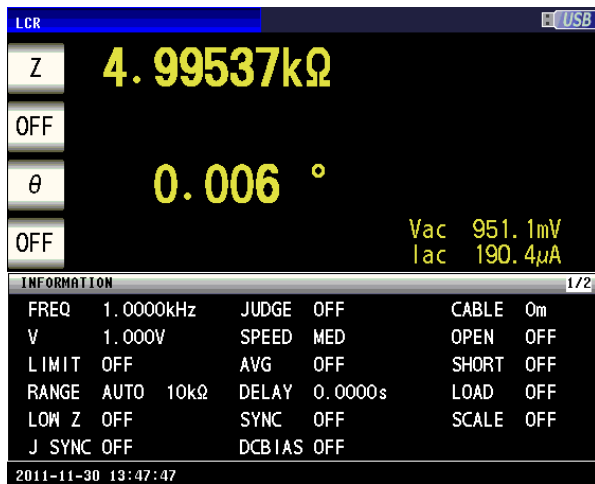 LCR USB
Z 4.99537kΩ
OFF
θ 0.006 °
OFF
Vac 951.1mV
Iac 190.4μA
INFORMATION 1/2
FREQ 1.0000kHz JUDGE OFF CABLE 0m
V 1.000V SPEED MED OPEN OFF
LIMIT OFF AVG OFF SHORT OFF
RANGE AUTO 10kΩ DELAY 0.0000s LOAD OFF
LOW Z OFF SYNC OFF SCALE OFF
J SYNC OFF DCBIAS OFF
2011-11-30 13:47:47